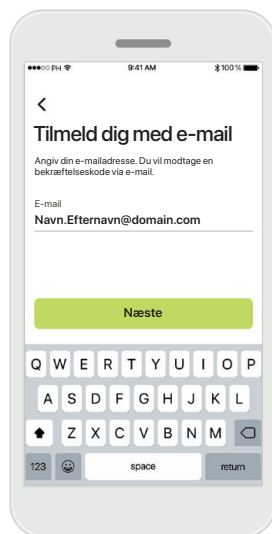 PH 9:41 AM 100%
Tilmeld dig med e-mail
Angiv din e-mailadresse. Du vil modtage en
bekræftelseskode via e-mail.
E-mail
Navn.Efternavn@domain.com
Næste
Q W E R T Y U I O P
A S D F G H J K L
Z X C V B N M
123 space return